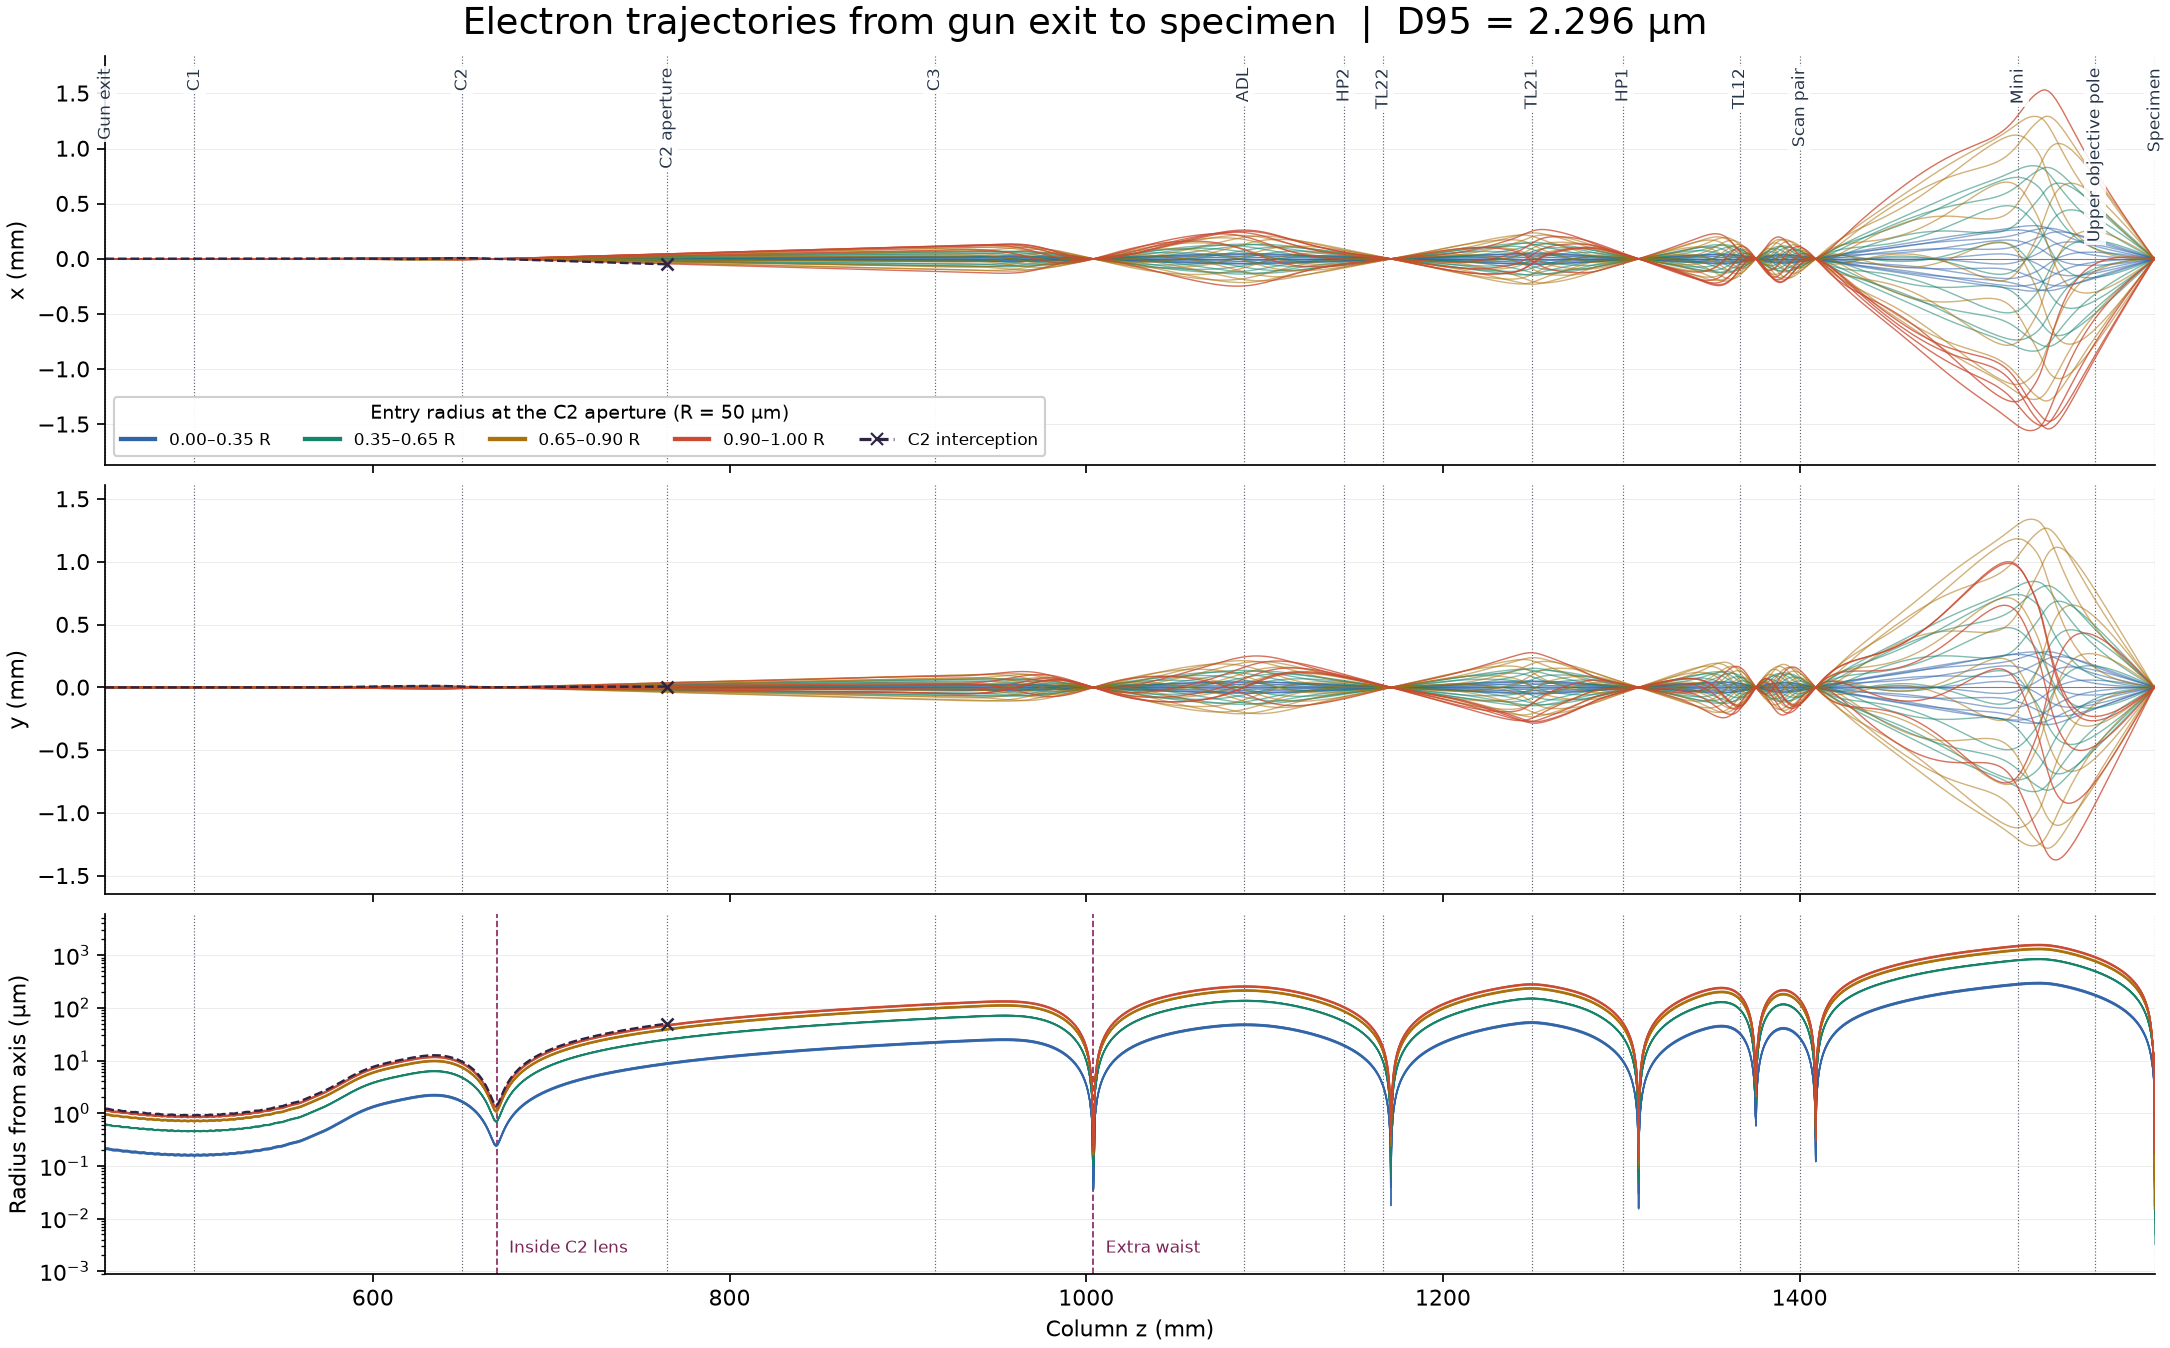 Electron trajectories from gun exit to specimen | D95 = 2.296 µm
Gun exit
C1
C2
C2 aperture
C3
ADL
HP2
TL22
TL21
HP1
TL12
Scan pair
Mini
Upper objective pole
Specimen
x (mm)
1.5
1.0
0.5
0.0
−0.5
−1.0
−1.5
Entry radius at the C2 aperture (R = 50 µm)
0.00–0.35 R 0.35–0.65 R 0.65–0.90 R 0.90–1.00 R C2 interception
y (mm)
1.5
1.0
0.5
0.0
−0.5
−1.0
−1.5
Radius from axis (µm)
10³
10²
10¹
10⁰
10⁻¹
10⁻²
10⁻³
Inside C2 lens
Extra waist
600 800 1000 1200 1400
Column z (mm)